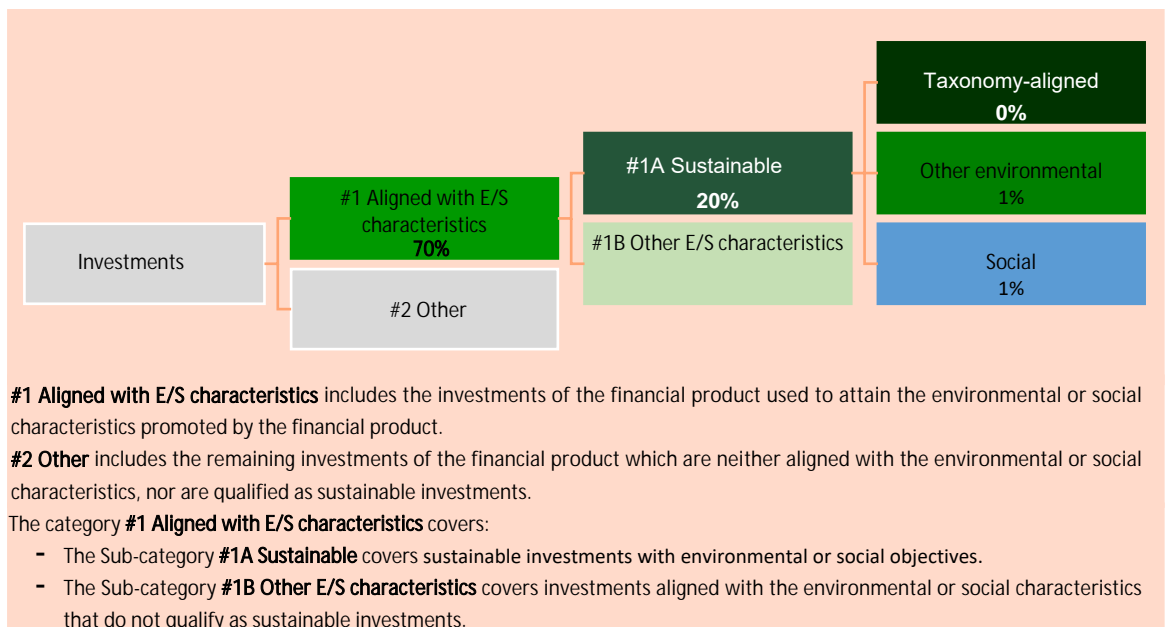 Investments
#1 Aligned with E/S
characteristics
70%
#2 Other
#1A Sustainable
20%
#1B Other E/S characteristics
Taxonomy-aligned
0%
Other environmental
1%
Social
1%
#1 Aligned with E/S characteristics includes the investments of the financial product used to attain the environmental or social
characteristics promoted by the financial product.
#2 Other includes the remaining investments of the financial product which are neither aligned with the environmental or social
characteristics, nor are qualified as sustainable investments.
The category #1 Aligned with E/S characteristics covers:
- The Sub-category #1A Sustainable covers sustainable investments with environmental or social objectives.
- The Sub-category #1B Other E/S characteristics covers investments aligned with the environmental or social characteristics
that do not qualify as sustainable investments.